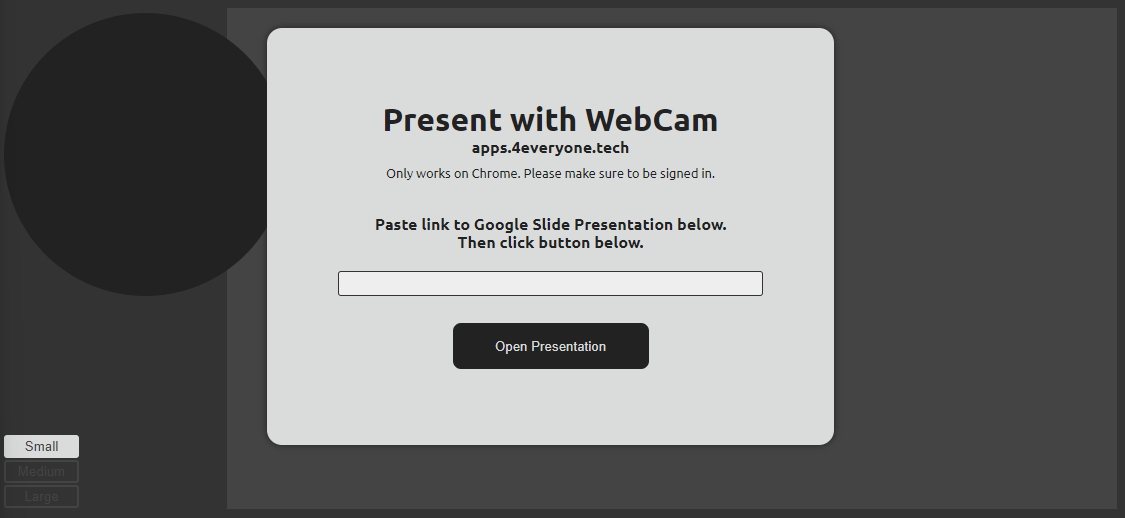 Present with WebCam
apps.4everyone.tech
Only works on Chrome. Please make sure to be signed in.
Paste link to Google Slide Presentation below.
Then click button below.
Open Presentation
Small
Medium
Large